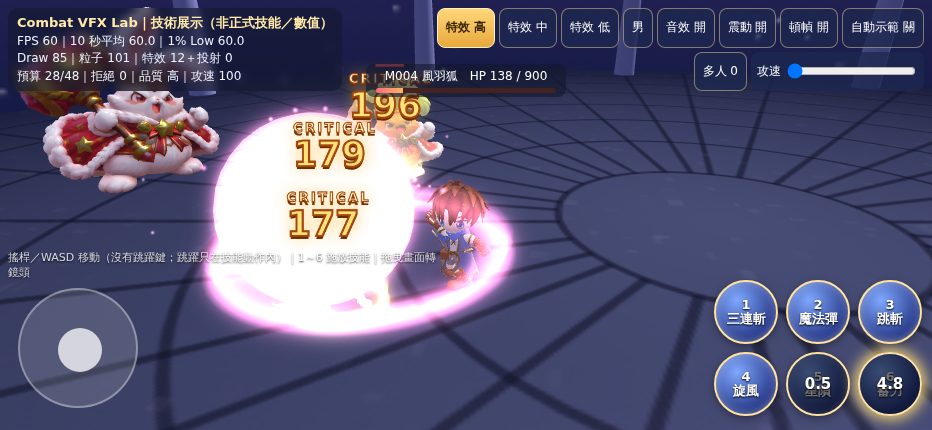 Combat VFX Lab｜技術展示（非正式技能／數值）
FPS 60｜10 秒平均 60.0｜1% Low 60.0
Draw 85｜粒子 101｜特效 12＋投射 0
預算 28/48｜拒絕 0｜品質 高｜攻速 100
特效 高
特效 中
特效 低
男
音效 開
震動 開
頓幀 開
自動示範 關
多人 0
攻速
M004 風羽狐 HP 138 / 900
196
CRITICAL
179
CRITICAL
177
搖桿／WASD 移動（沒有跳躍鍵；跳躍只在技能動作內）｜1～6 施放技能｜拖曳畫面轉
鏡頭
1
三連斬
2
魔法彈
3
跳斬
4
旋風
0.5
4.8